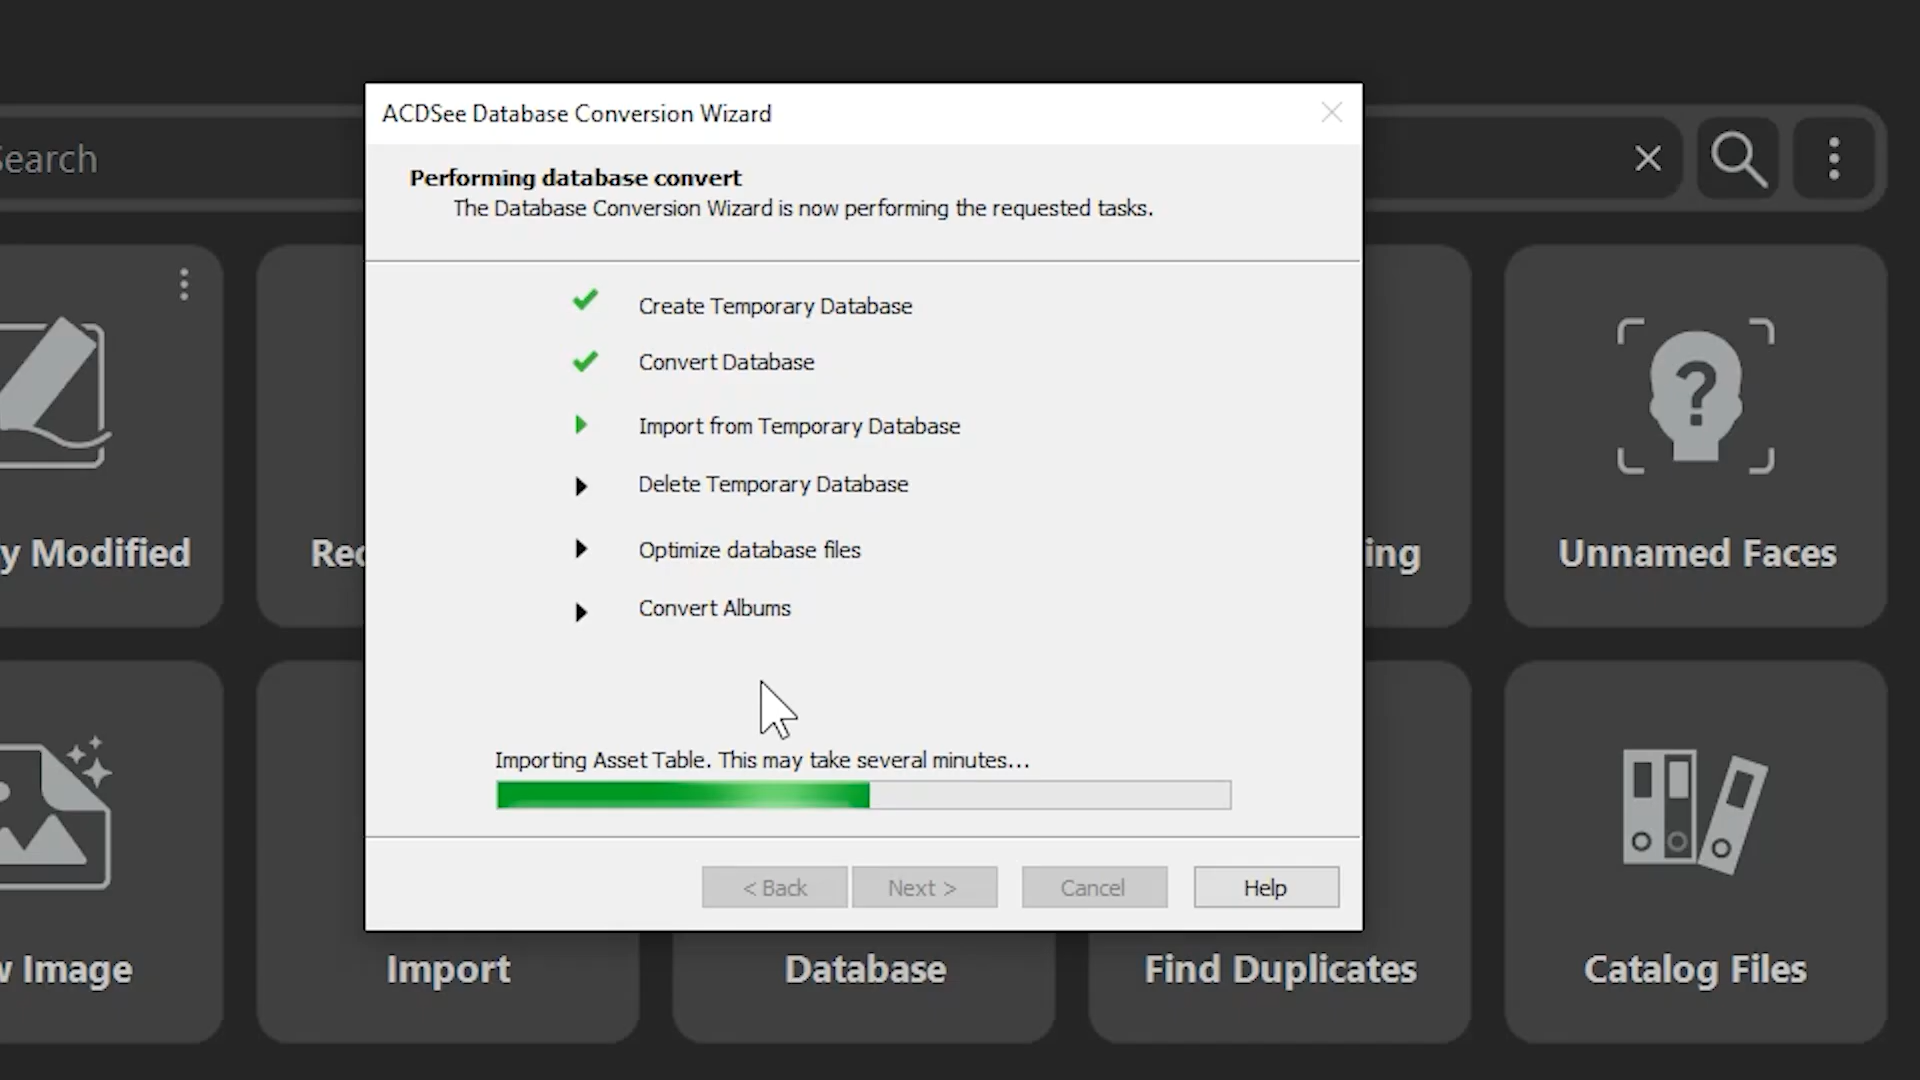 ACDSee Database Conversion Wizard
Search
Performing database convert
The Database Conversion Wizard is now performing the requested tasks.
Create Temporary Database
Convert Database
Import from Temporary Database
Delete Temporary Database
Optimize database files
Convert Albums
y Modified
Rec
ing
Unnamed Faces
Importing Asset Table. This may take several minutes...
< Back
Next >
Cancel
Help
w Image
Import
Database
Find Duplicates
Catalog Files